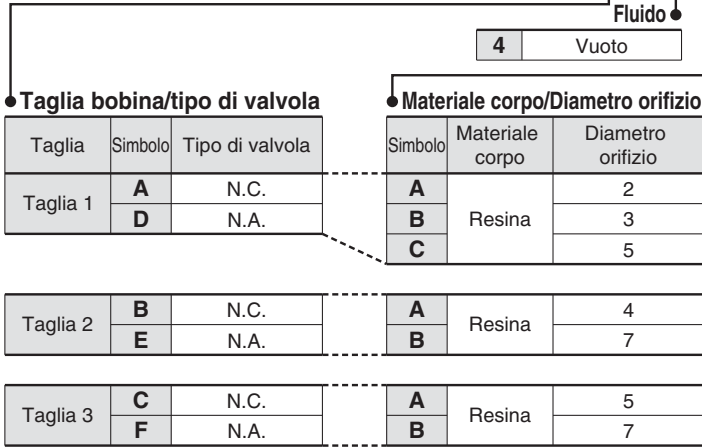 Fluido
4 Vuoto
Taglia bobina/tipo di valvola
Taglia Simbolo Tipo di valvola
Taglia 1 A N.C.
D N.A.
Taglia 2 B N.C.
E N.A.
Taglia 3 C N.C.
F N.A.
Materiale corpo/Diametro orifizio
Simbolo Materiale corpo Diametro orifizio
A Resina 2
B 3
C 5
A Resina 4
B 7
A Resina 5
B 7